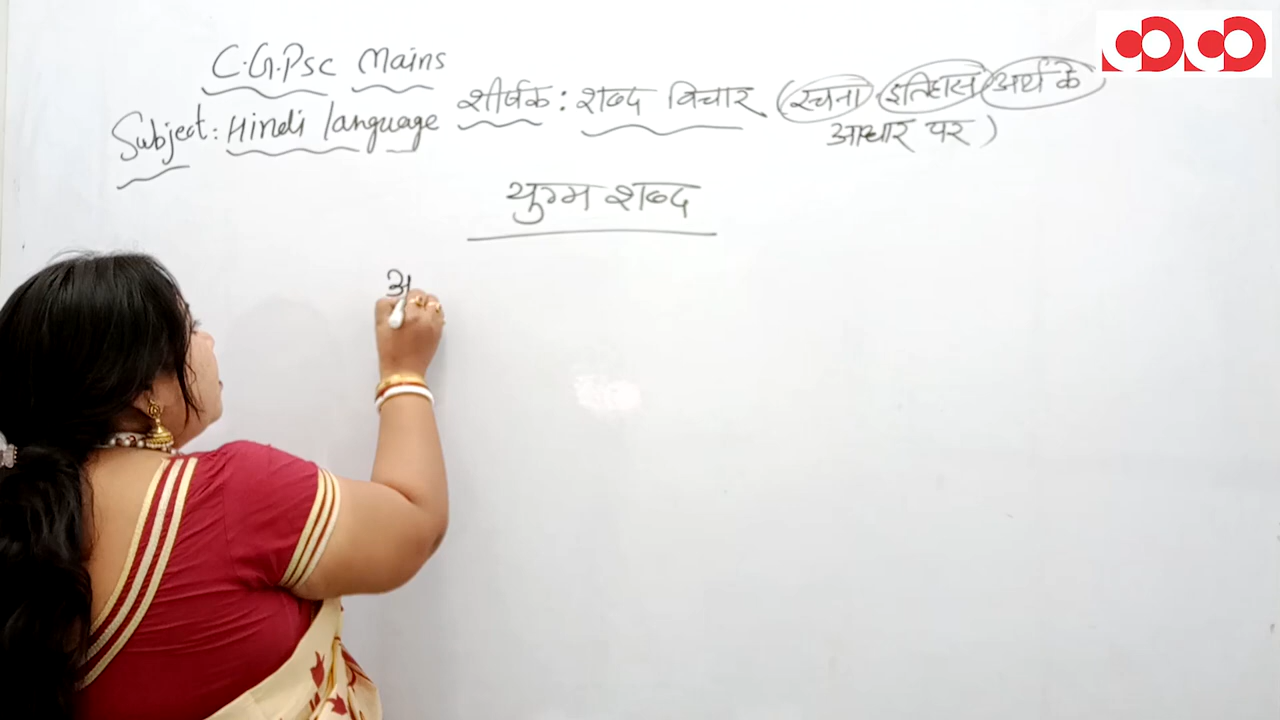 C.G.Psc Mains
Subject: Hindi language शीर्षक : शब्द विचार (रचना इतिहास अर्थ के
आधार पर)
युग्म शब्द
अ